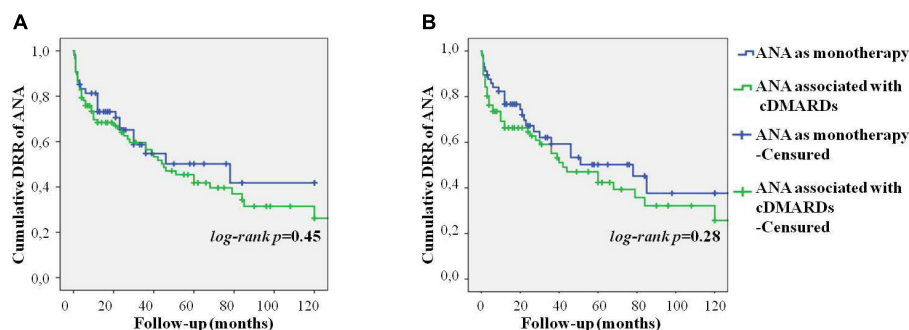 A
1,0
0,8
0,6
0,4
0,2
0,0
Cumulative DRR of ANA
log-rank p=0.45
0 20 40 60 80 100 120
Follow-up (months)
B
1,0
0,8
0,6
0,4
0,2
0,0
Cumulative DRR of ANA
log-rank p=0.28
0 20 40 60 80 100 120
Follow-up (months)
ANA as monotherapy
ANA associated with
cDMARDs
ANA as monotherapy
-Censured
ANA associated with
cDMARDs
-Censured